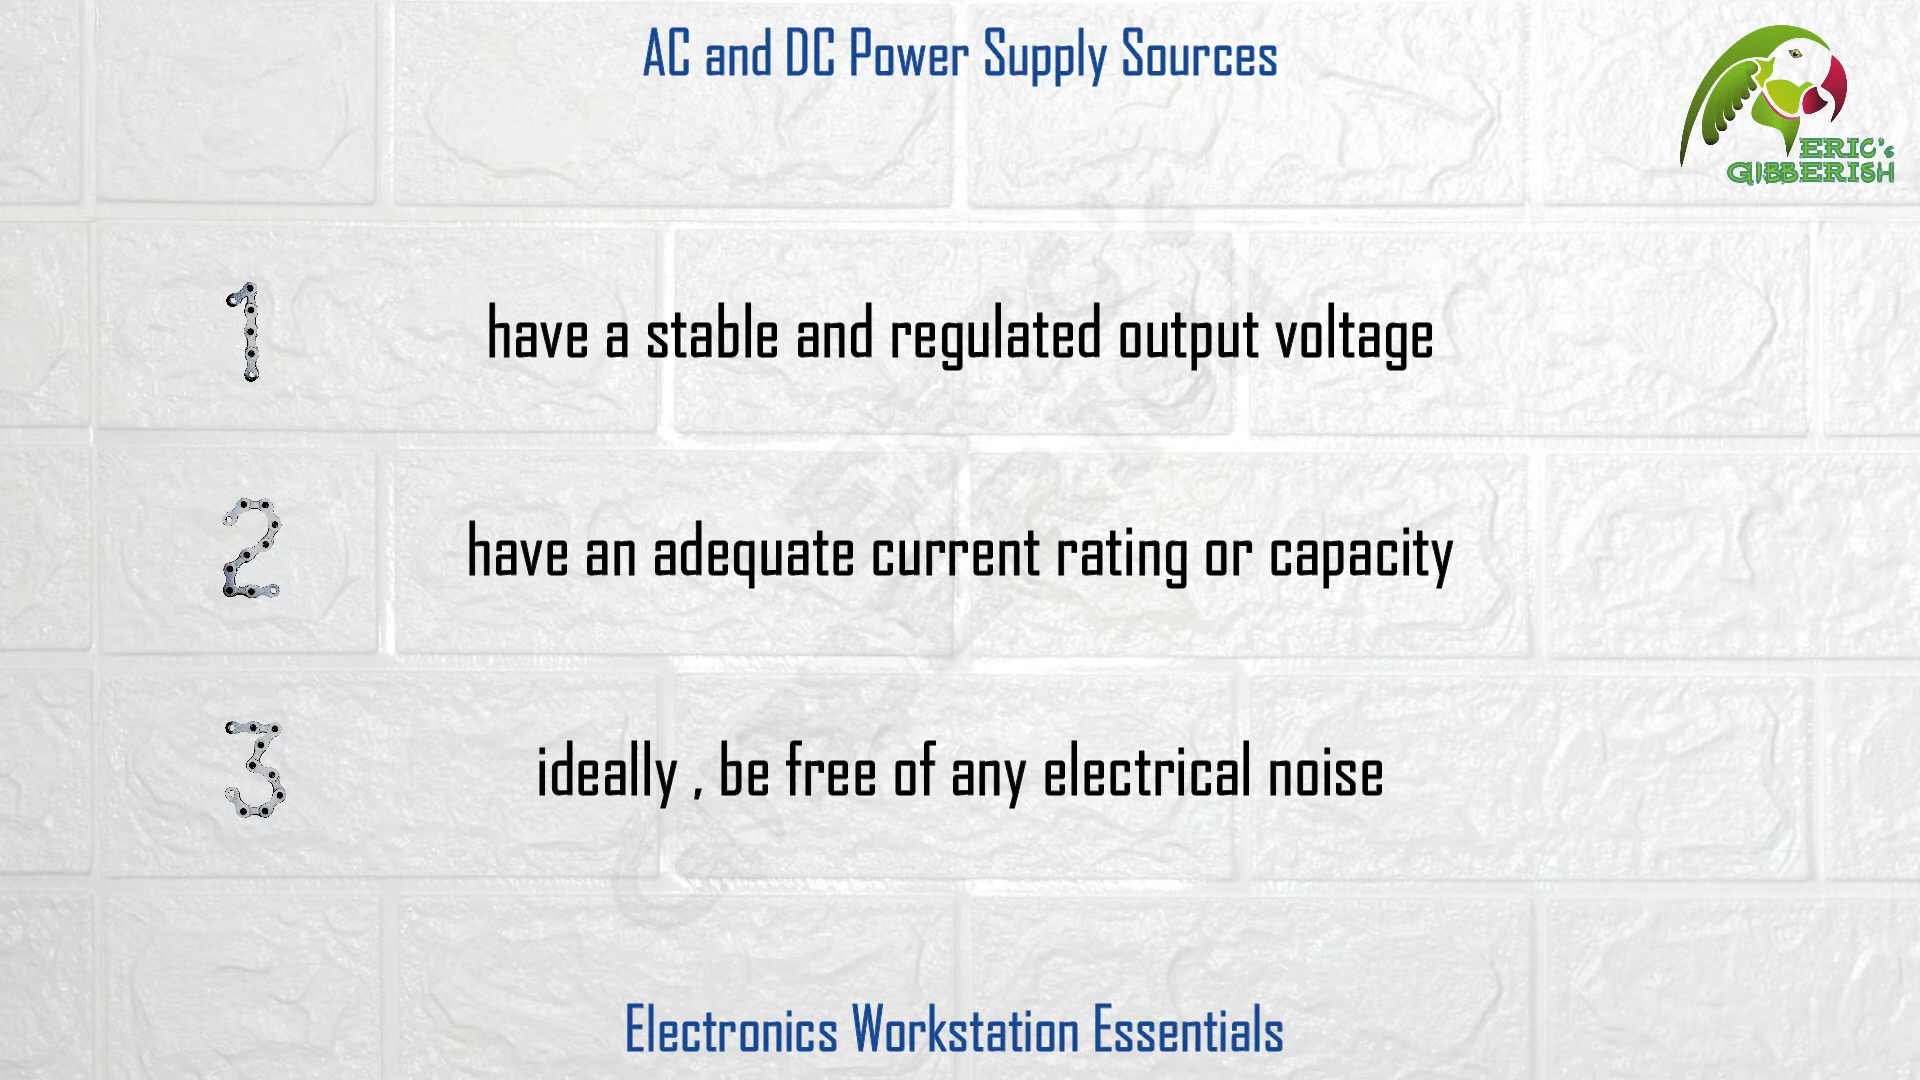 AC and DC Power Supply Sources
ERIC's
GIBBERISH
1 have a stable and regulated output voltage
2 have an adequate current rating or capacity
3 ideally , be free of any electrical noise
Electronics Workstation Essentials